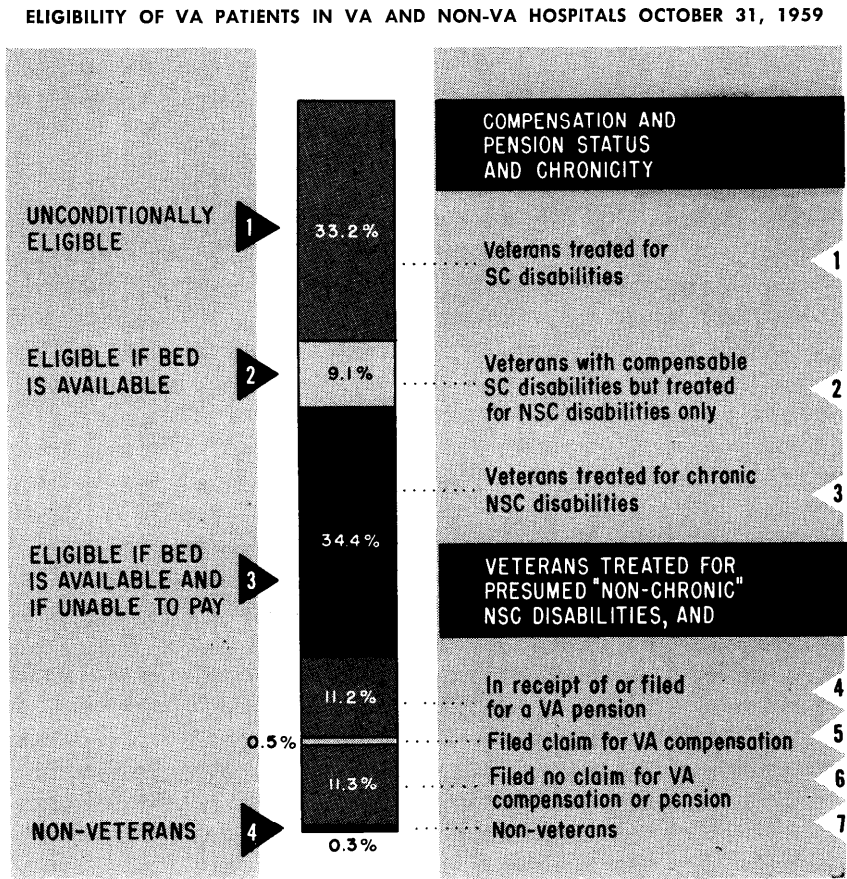 ELIGIBILITY OF VA PATIENTS IN VA AND NON-VA HOSPITALS OCTOBER 31, 1959
UNCONDITIONALLY
ELIGIBLE
1
ELIGIBLE IF BED
IS AVAILABLE
2
ELIGIBLE IF BED
IS AVAILABLE AND
IF UNABLE TO PAY
3
NON-VETERANS
4
33.2%
9.1%
34.4%
11.2%
0.5%
11.3%
0.3%
COMPENSATION AND
PENSION STATUS
AND CHRONICITY
Veterans treated for
SC disabilities
1
Veterans with compensable
SC disabilities but treated
for NSC disabilities only
2
Veterans treated for chronic
NSC disabilities
3
VETERANS TREATED FOR
PRESUMED "NON-CHRONIC"
NSC DISABILITIES, AND
In receipt of or filed
for a VA pension
4
Filed claim for VA compensation
5
Filed no claim for VA
compensation or pension
6
Non-veterans
7